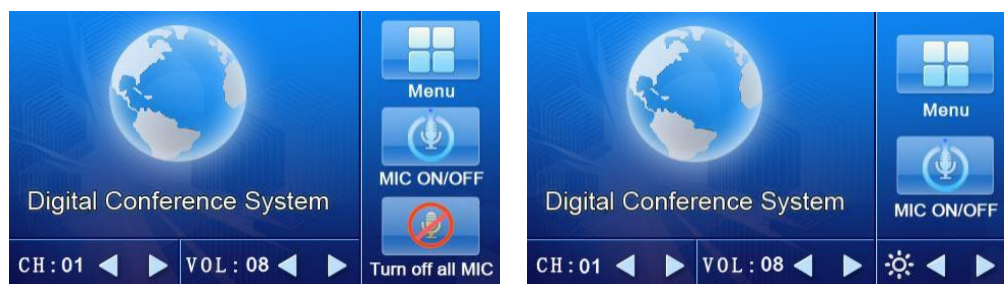 Menu
MIC ON/OFF
Digital Conference System
CH:01
VOL:08
Turn off all MIC
Menu
MIC ON/OFF
Digital Conference System
CH:01
VOL:08